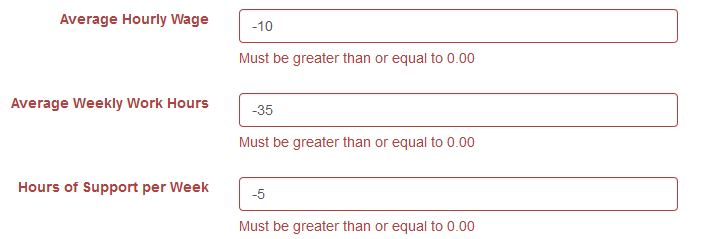 Average Hourly Wage
-10
Must be greater than or equal to 0.00
Average Weekly Work Hours
-35
Must be greater than or equal to 0.00
Hours of Support per Week
-5
Must be greater than or equal to 0.00